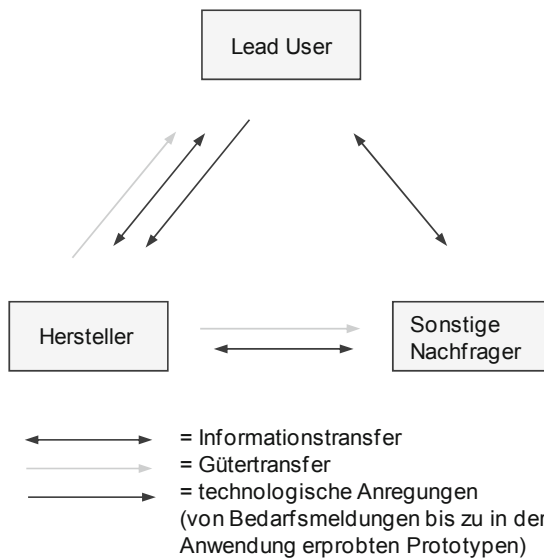 Lead User
Hersteller
Sonstige
Nachfrager
= Informationstransfer
= Gütertransfer
= technologische Anregungen
(von Bedarfsmeldungen bis zu in der
Anwendung erprobten Prototypen)